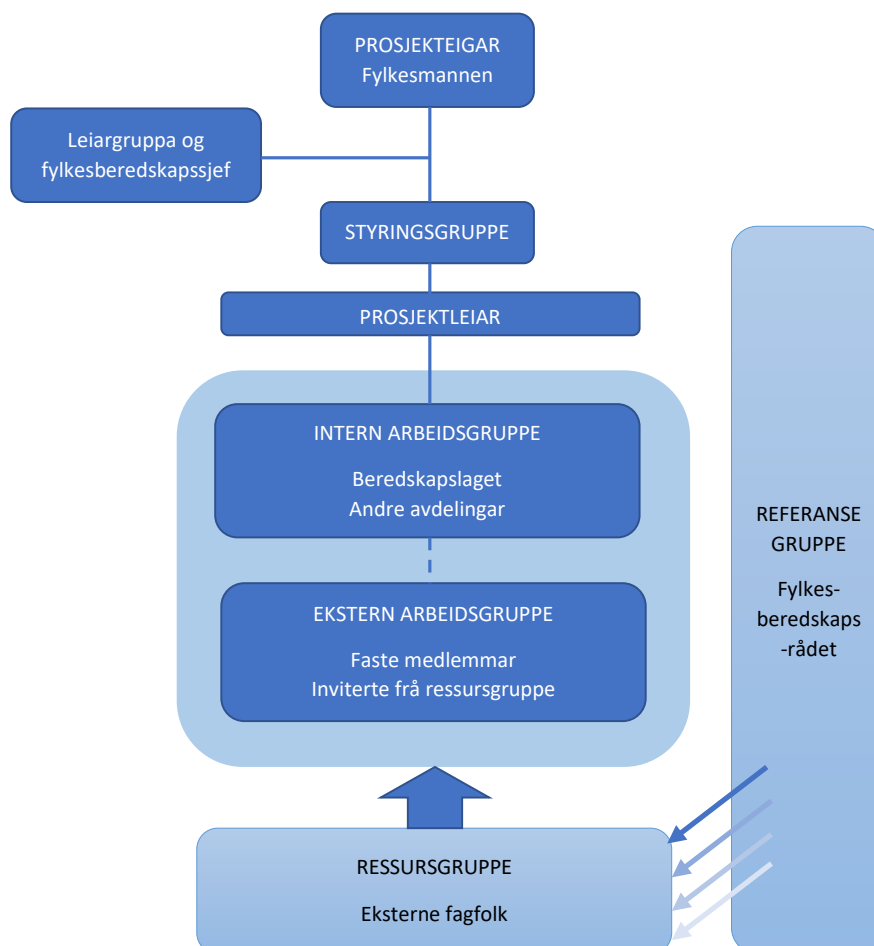 PROSJEKTEIGAR
Fylkesmannen
Leiargruppa og
fylkesberedskapssjef
STYRINGSGRUPPE
PROSJEKTLEIAR
INTERN ARBEIDSGRUPPE
Beredskapslaget
Andre avdelingar
EKSTERN ARBEIDSGRUPPE
Faste medlemmar
Inviterte frå ressursgruppe
REFERANSE
GRUPPE
Fylkes-
beredskaps
-rådet
RESSURSGRUPPE
Eksterne fagfolk